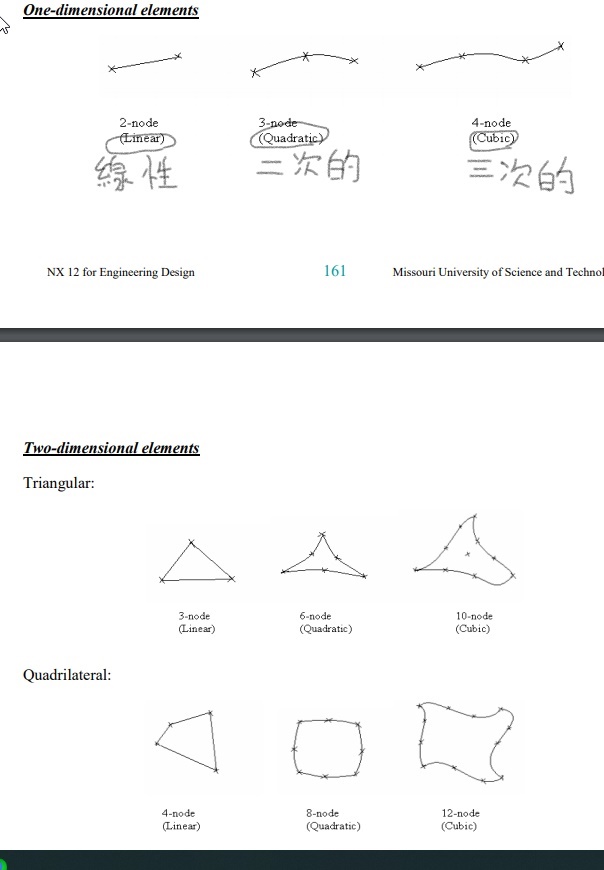 One-dimensional elements
2-node 3-node 4-node
(Linear) (Quadratic) (Cubic)
線性 二次的 三次的
NX 12 for Engineering Design 161 Missouri University of Science and Technol
Two-dimensional elements
Triangular:
3-node 6-node 10-node
(Linear) (Quadratic) (Cubic)
Quadrilateral:
4-node 8-node 12-node
(Linear) (Quadratic) (Cubic)